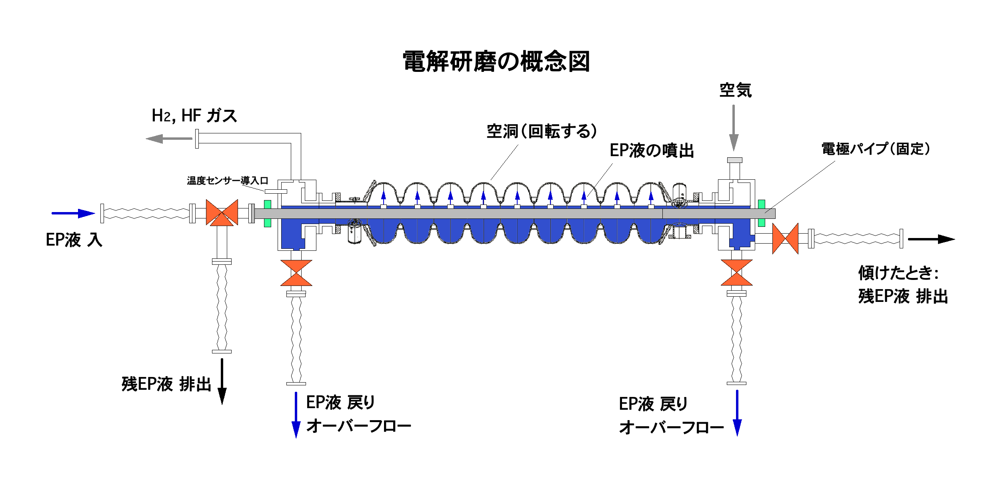 電解研磨の概念図
空気
H2, HF ガス
空洞（回転する）
EP液の噴出
電極パイプ（固定）
温度センサー導入口
EP液 入
傾けたとき：
残EP液 排出
残EP液 排出
EP液 戻り
オーバーフロー
EP液 戻り
オーバーフロー